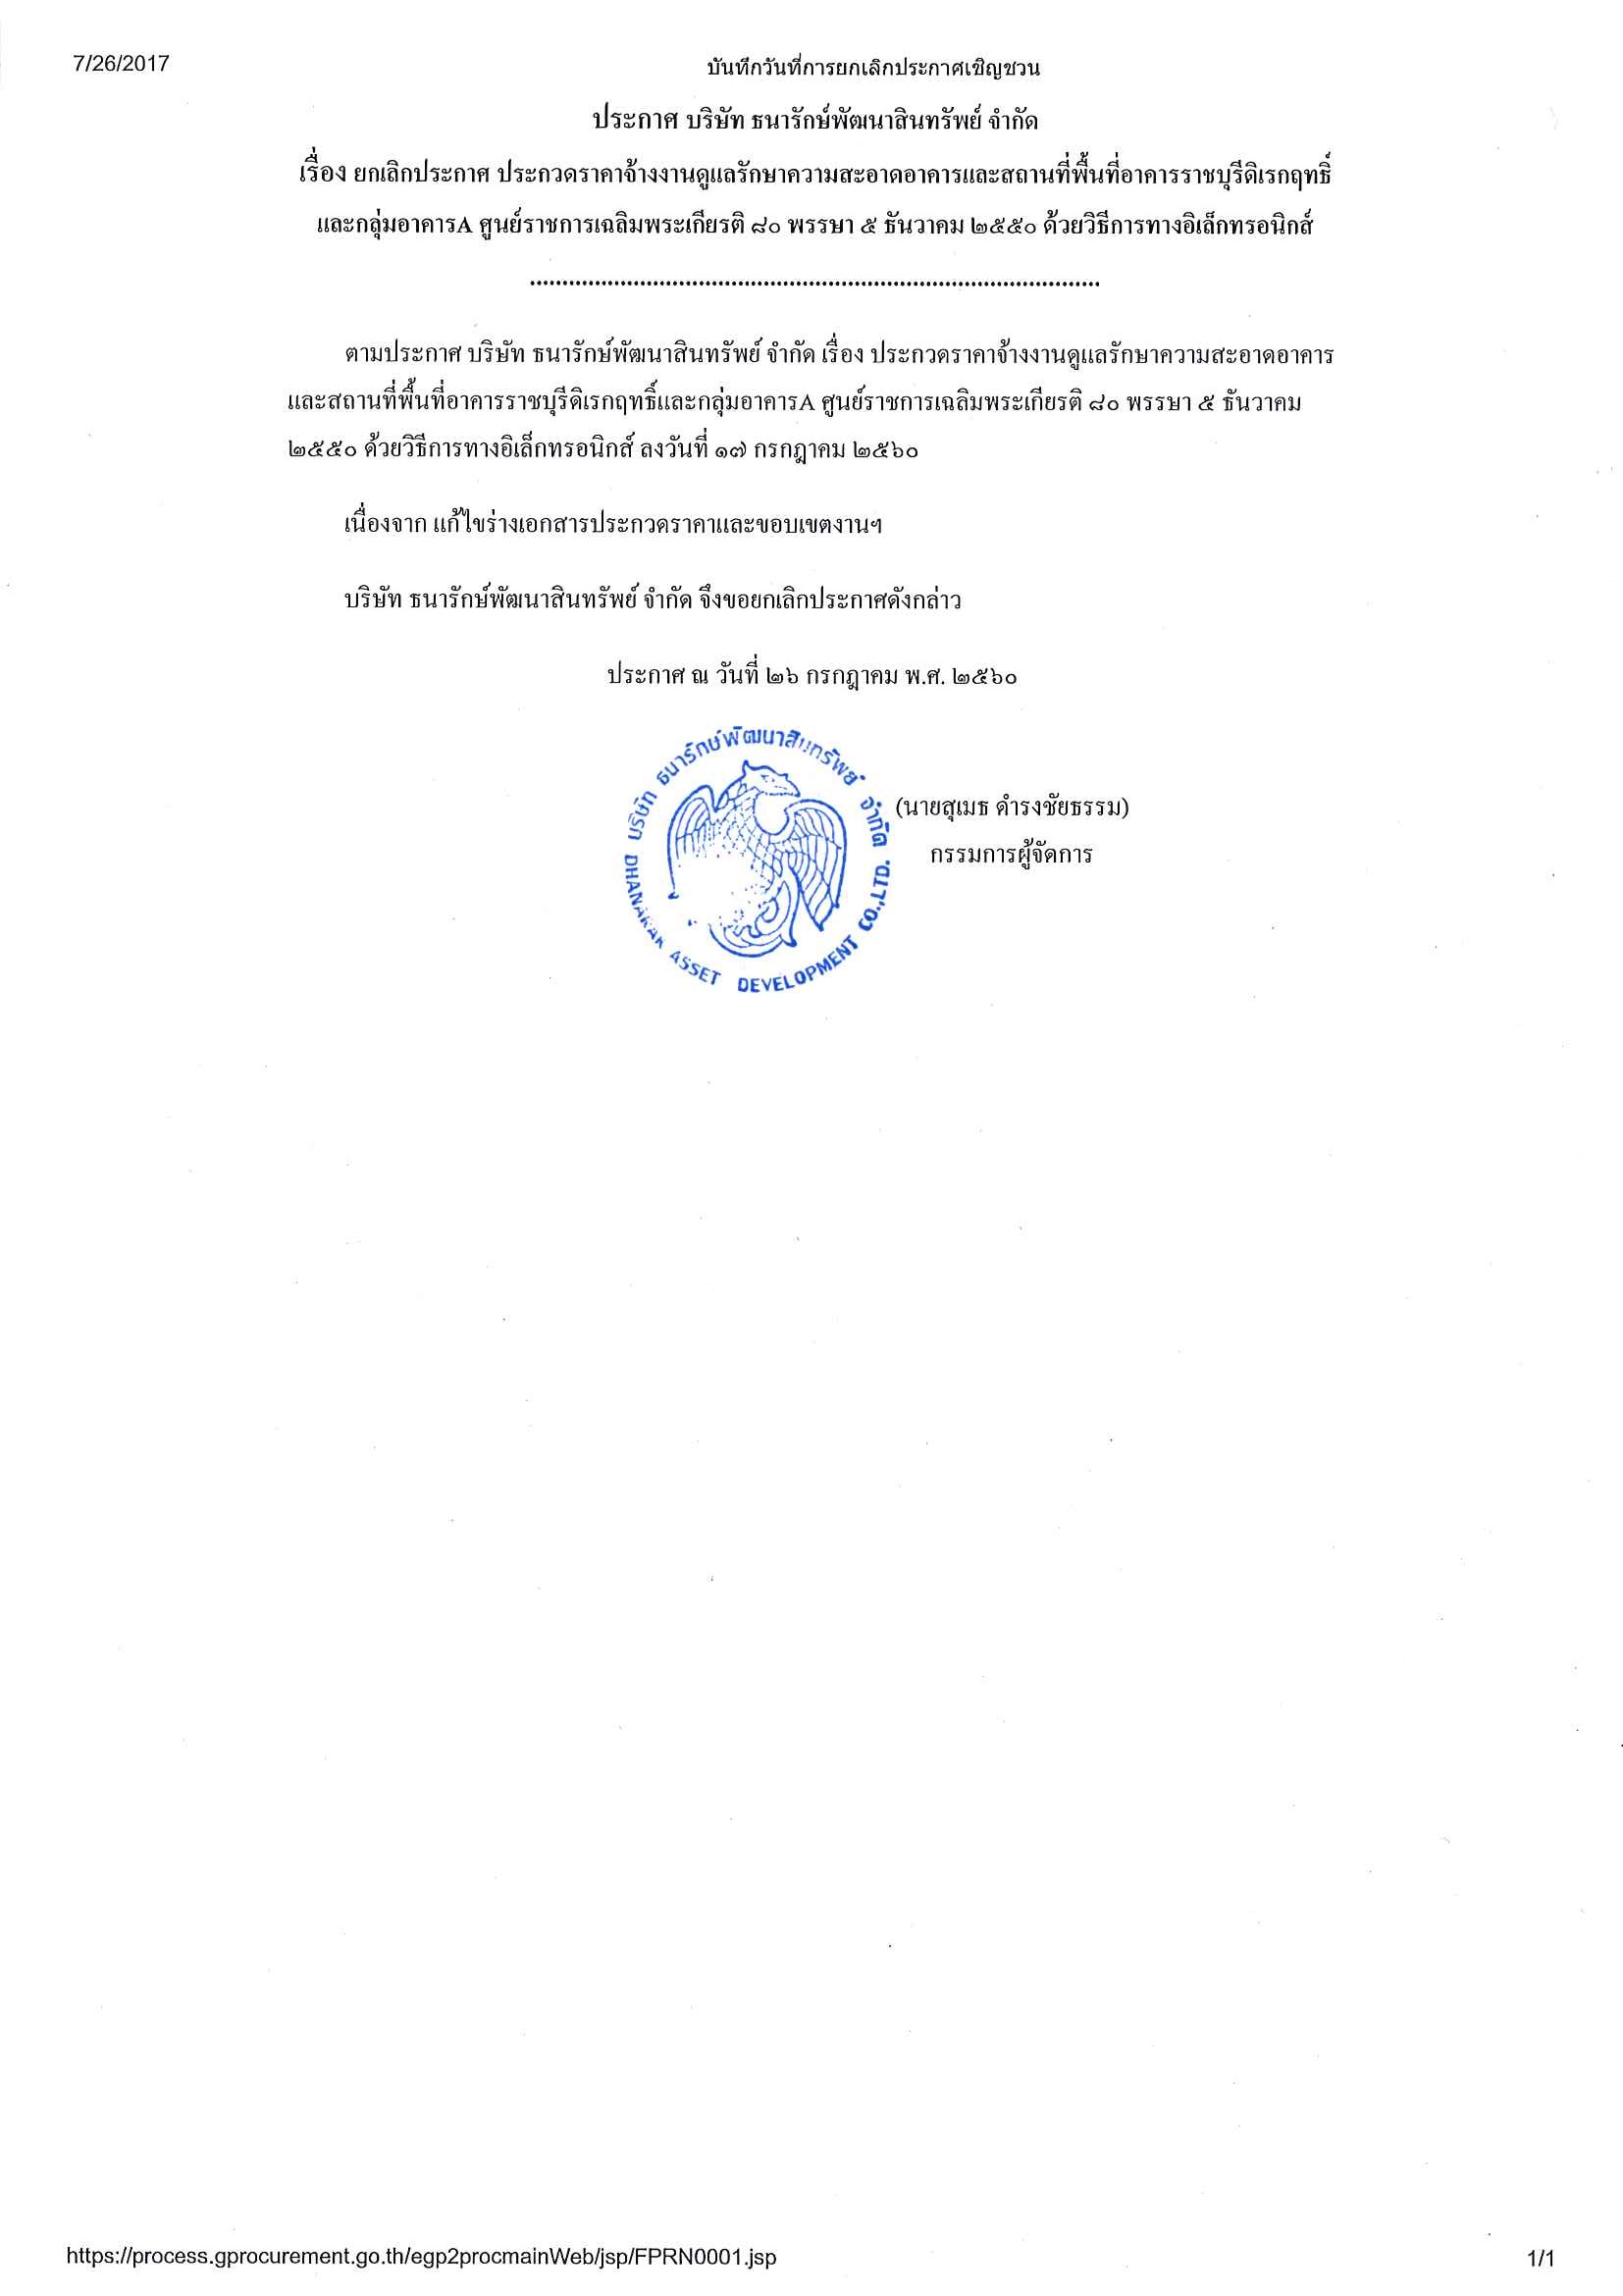 7/26/2017
บันทึกวันที่การยกเลิกประกาศเชิญชวน
ประกาศ บริษัท ธนารักษ์พัฒนาสินทรัพย์ จำกัด
เรื่อง ยกเลิกประกาศ ประกวดราคาจ้างงานดูแลรักษาความสะอาดอาคารและสถานที่พื้นที่อาคารราชบุรีดิเรกฤทธิ์
และกลุ่มอาคารA ศูนย์ราชการเฉลิมพระเกียรติ ๘๐ พรรษา ๕ ธันวาคม ๒๕๕๐ ด้วยวิธีการทางอิเล็กทรอนิกส์
ตามประกาศ บริษัท ธนารักษ์พัฒนาสินทรัพย์ จำกัด เรื่อง ประกวดราคาจ้างงานดูแลรักษาความสะอาดอาคาร
และสถานที่พื้นที่อาคารราชบุรีดิเรกฤทธิ์และกลุ่มอาคารA ศูนย์ราชการเฉลิมพระเกียรติ ๘๐ พรรษา ๕ ธันวาคม
๒๕๕๐ ด้วยวิธีการทางอิเล็กทรอนิกส์ ลงวันที่ ๑๗ กรกฎาคม ๒๕๖๐
เนื่องจาก แก้ไขร่างเอกสารประกวดราคาและขอบเขตงานฯ
บริษัท ธนารักษ์พัฒนาสินทรัพย์ จำกัด จึงขอยกเลิกประกาศดังกล่าว
ประกาศ ณ วันที่ ๒๖ กรกฎาคม พ.ศ. ๒๕๖๐
บริษัท ธนารักษ์พัฒนาสินทรัพย์ จำกัด
DHANARAK ASSET DEVELOPMENT CO.,LTD.
(นายสุเมธ ดำรงชัยธรรม)
กรรมการผู้จัดการ
https://process.gprocurement.go.th/egp2procmainWeb/jsp/FPRN0001.jsp
1/1